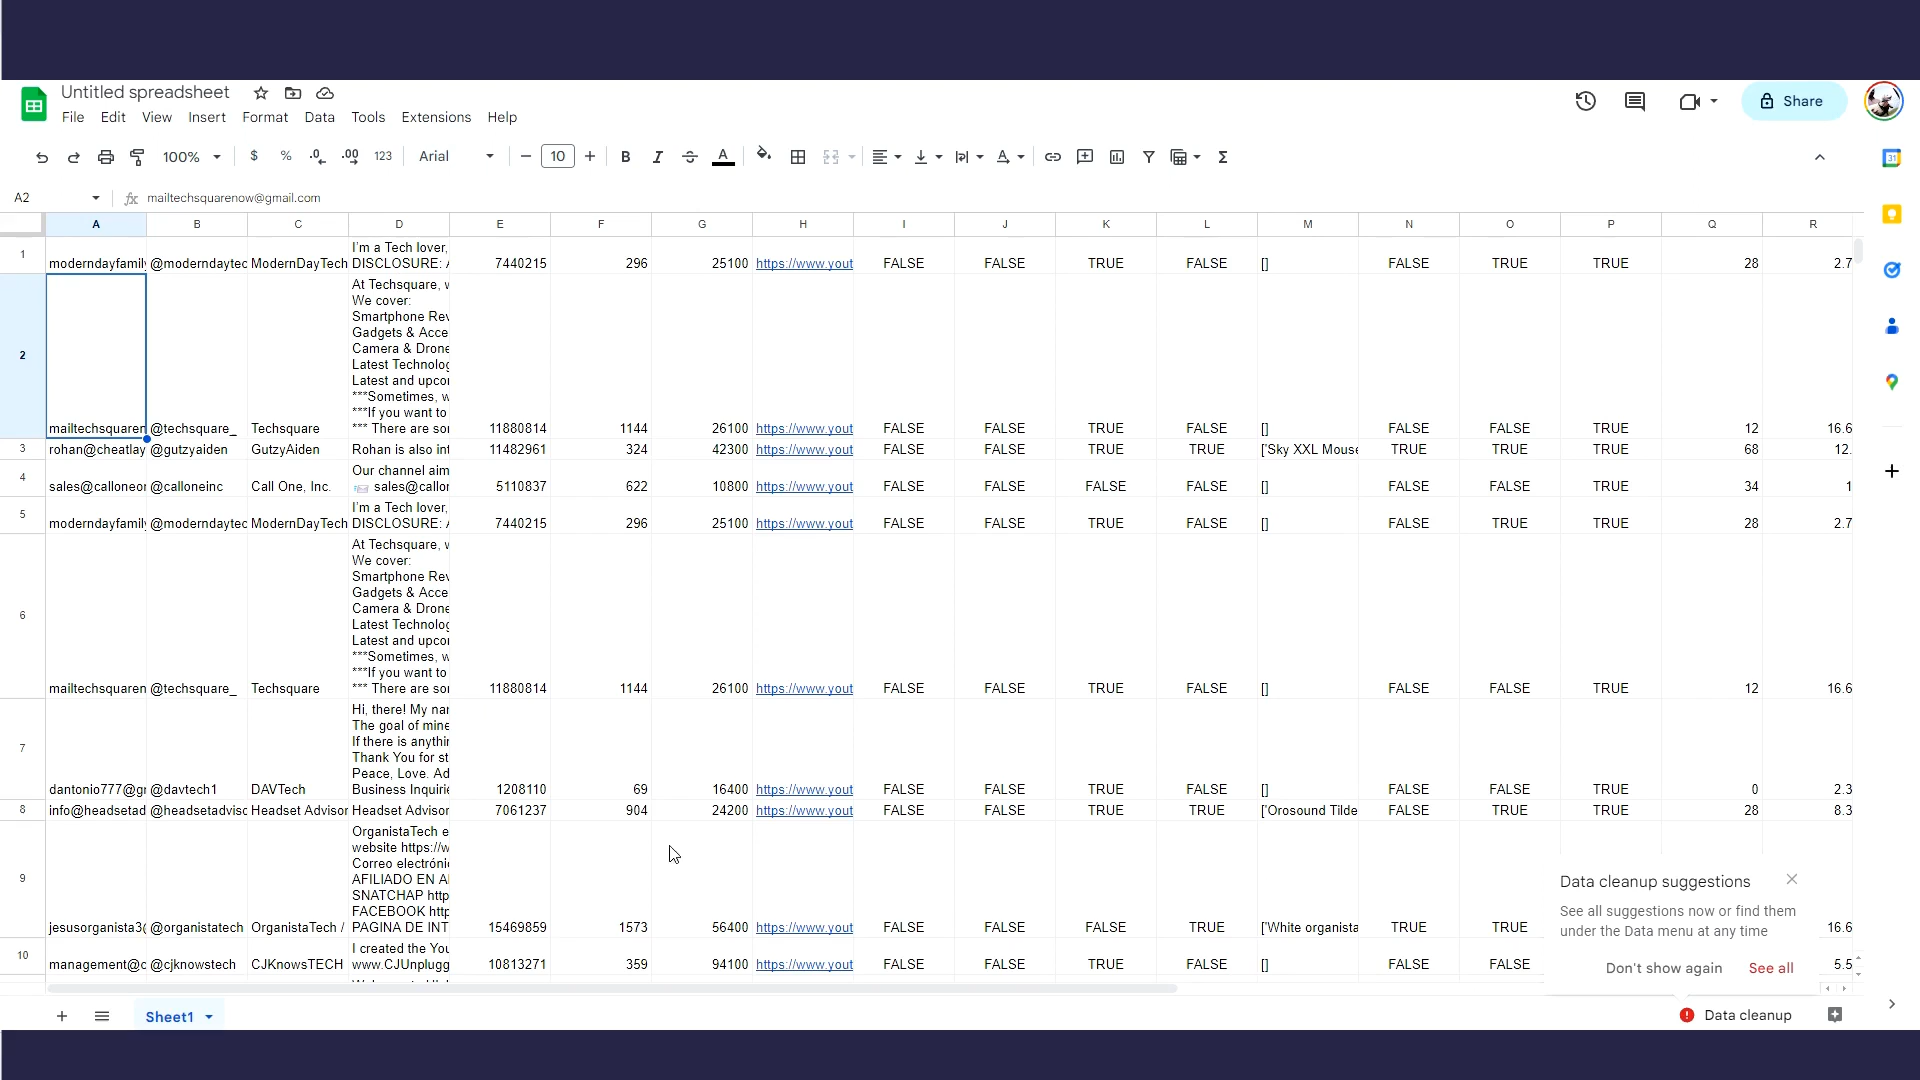 Untitled spreadsheet
File Edit View Insert Format Data Tools Extensions Help
Share
100% $ % .0 .00 123 Arial 10 B I A Σ
A2 fx mailtechsquarenow@gmail.com
A B C D E F G H I J K L M N O P Q R
I'm a Tech lover,
1 moderndayfamily @moderndaytec ModernDayTech DISCLOSURE: A 7440215 296 25100 https://www.yout FALSE FALSE TRUE FALSE [] FALSE TRUE TRUE 28 2.7
At Techsquare, w
We cover:
Smartphone Rev
Gadgets & Acce
Camera & Drone
Latest Technolog
Latest and upcor
***Sometimes, w
***If you want to
2 mailtechsquaren @techsquare_ Techsquare *** There are sor 11880814 1144 26100 https://www.yout FALSE FALSE TRUE FALSE [] FALSE FALSE TRUE 12 16.6
3 rohan@cheatlay @gutzyaiden GutzyAiden Rohan is also int 11482961 324 42300 https://www.yout FALSE FALSE TRUE TRUE ['Sky XXL Mouse TRUE TRUE TRUE 68 12.
Our channel aim
4 sales@calloneor @calloneinc Call One, Inc. 📨 sales@callor 5110837 622 10800 https://www.yout FALSE FALSE FALSE FALSE [] FALSE FALSE TRUE 34 1
I'm a Tech lover,
5 moderndayfamily @moderndaytec ModernDayTech DISCLOSURE: A 7440215 296 25100 https://www.yout FALSE FALSE TRUE FALSE [] FALSE TRUE TRUE 28 2.7
At Techsquare, w
We cover:
Smartphone Rev
Gadgets & Acce
Camera & Drone
Latest Technolog
Latest and upcor
***Sometimes, w
***If you want to
6 mailtechsquaren @techsquare_ Techsquare *** There are sor 11880814 1144 26100 https://www.yout FALSE FALSE TRUE FALSE [] FALSE FALSE TRUE 12 16.6
Hi, there! My nar
The goal of mine
If there is anythin
Thank You for st
Peace, Love. Ad
7 dantonio777@gr @davtech1 DAVTech Business Inquirie 1208110 69 16400 https://www.yout FALSE FALSE TRUE FALSE [] FALSE FALSE TRUE 0 2.3
8 info@headsetad @headsetadvisc Headset Advisor Headset Advisor 7061237 904 24200 https://www.yout FALSE FALSE TRUE TRUE ['Orosound Tilde FALSE TRUE TRUE 28 8.3
OrganistaTech e
website https://w
Correo electrónic
AFILIADO EN AI
SNATCHAP http
FACEBOOK http
9 jesusorganista3@ @organistatech OrganistaTech / PAGINA DE INT 15469859 1573 56400 https://www.yout FALSE FALSE FALSE TRUE ['White organista TRUE TRUE 16.6
I created the You
10 management@c @cjknowstech CJKnowsTECH www.CJUnplugg 10813271 359 94100 https://www.yout FALSE FALSE TRUE FALSE [] FALSE FALSE 5.5
Data cleanup suggestions
See all suggestions now or find them
under the Data menu at any time
Don't show again See all
Sheet1
Data cleanup
31